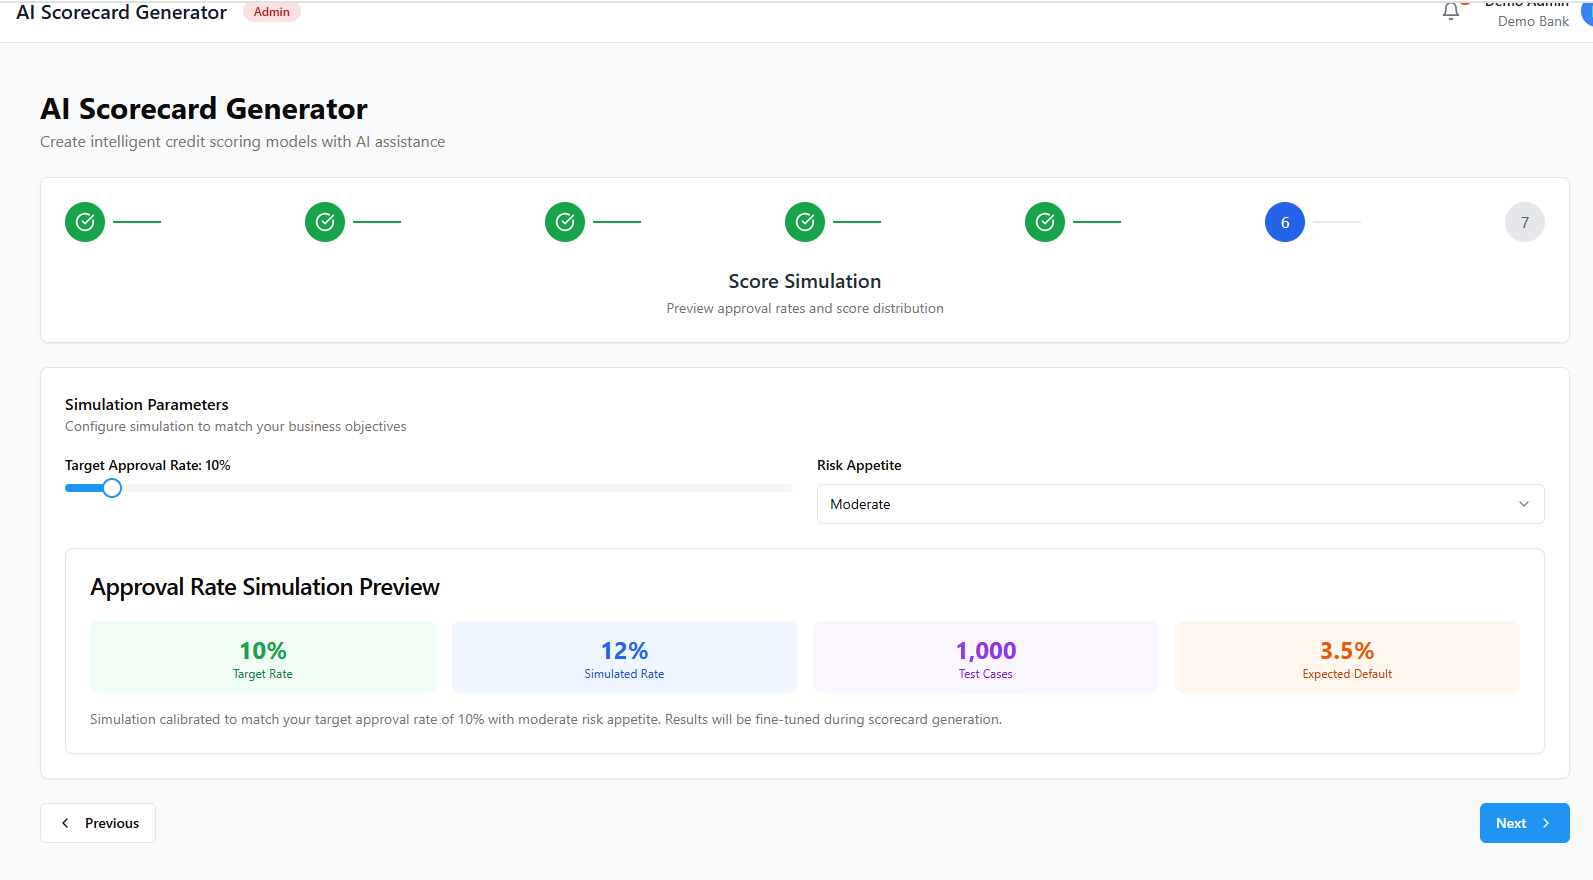 AI Scorecard Generator
Admin
Demo Admin
Demo Bank
AI Scorecard Generator
Create intelligent credit scoring models with AI assistance
6
7
Score Simulation
Preview approval rates and score distribution
Simulation Parameters
Configure simulation to match your business objectives
Target Approval Rate: 10%
Risk Appetite
Moderate
Approval Rate Simulation Preview
10%
Target Rate
12%
Simulated Rate
1,000
Test Cases
3.5%
Expected Default
Simulation calibrated to match your target approval rate of 10% with moderate risk appetite. Results will be fine-tuned during scorecard generation.
Previous
Next